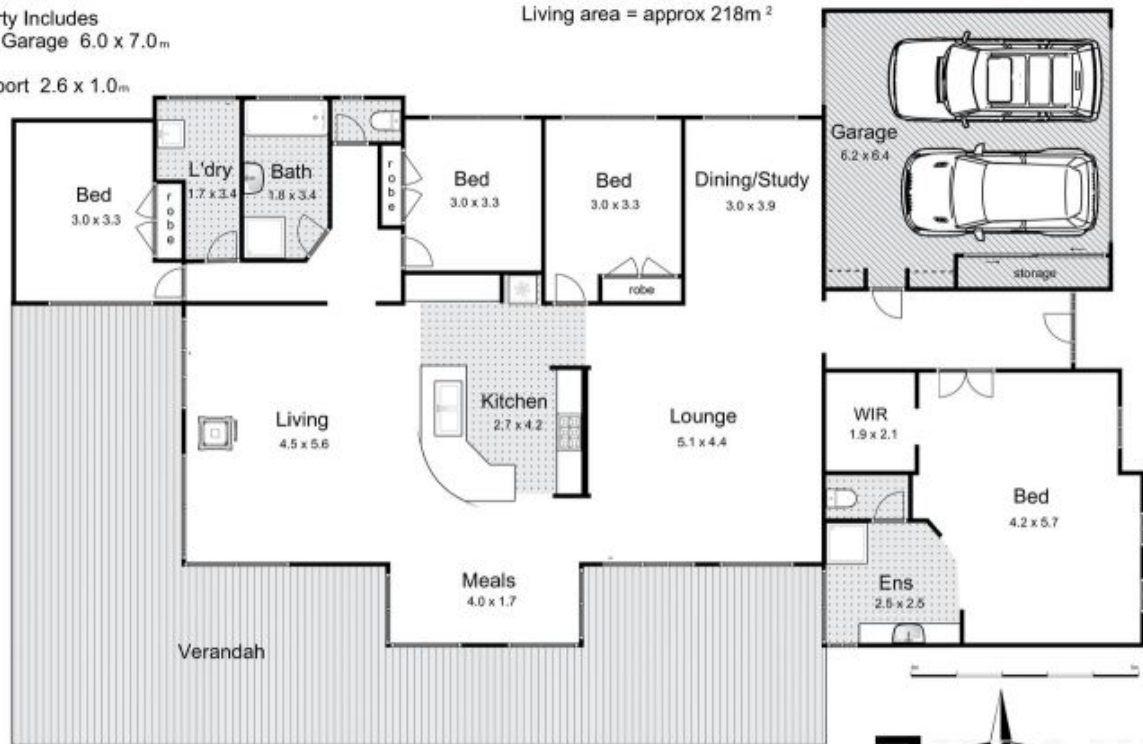 rty Includes
Garage 6.0 x 7.0m
port 2.6 x 1.0m
Living area = approx 218m ²
Garage
6.2 x 6.4
storage
Bed
3.0 x 3.3
robe
L'dry
1.7 x 3.4
Bath
1.8 x 3.4
robe
Bed
3.0 x 3.3
Bed
3.0 x 3.3
robe
Dining/Study
3.0 x 3.9
Living
4.5 x 5.6
Kitchen
2.7 x 4.2
Lounge
5.1 x 4.4
WIR
1.9 x 2.1
Bed
4.2 x 5.7
Meals
4.0 x 1.7
Ens
2.5 x 2.5
Verandah